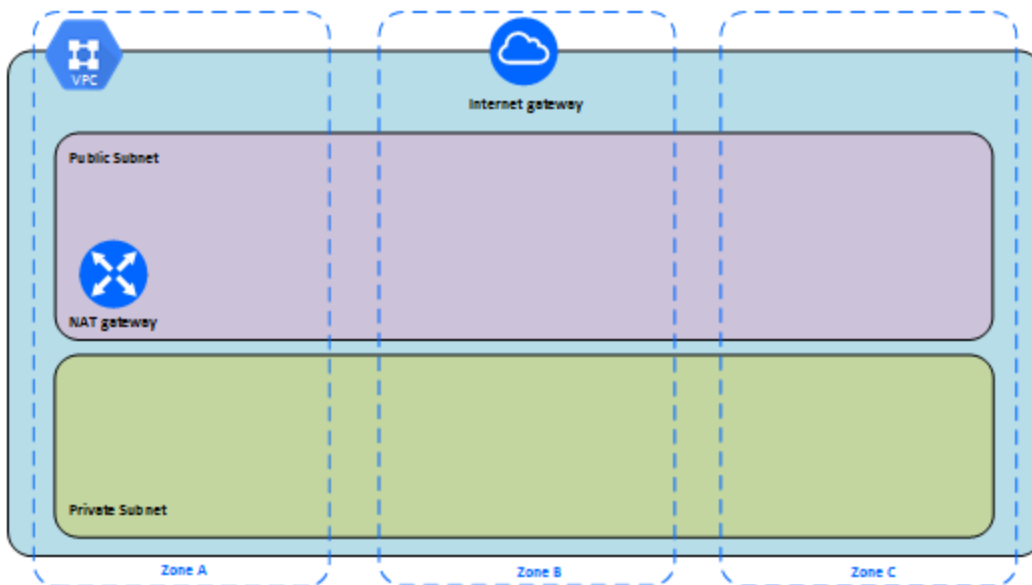 VPC
Internet gateway
Public Subnet
NAT gateway
Private Subnet
Zone A
Zone B
Zone C